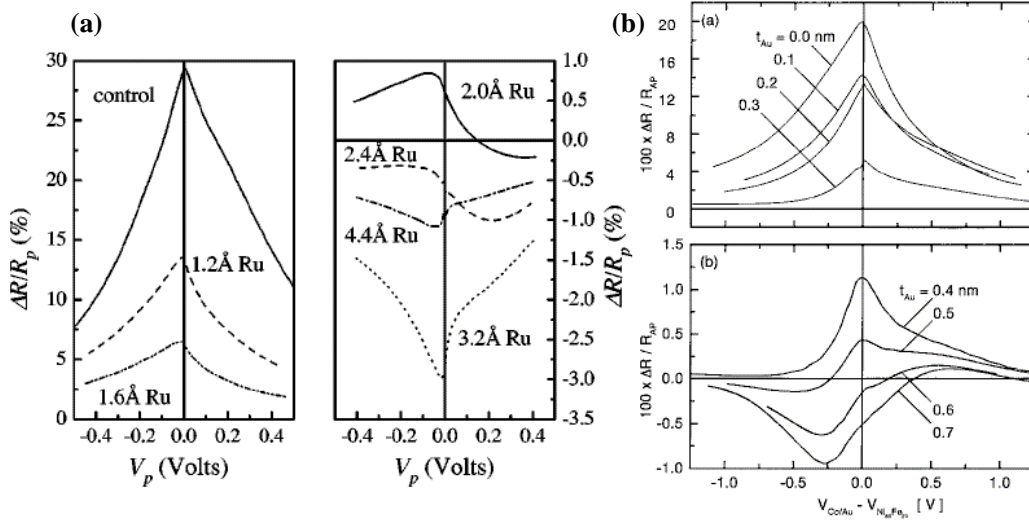 (a)
30
25
20
15
10
5
0
ΔR/R_p (%)
control
1.2Å Ru
1.6Å Ru
-0.4 -0.2 0.0 0.2 0.4
V_p (Volts)
1.0
0.5
0.0
-0.5
-1.0
-1.5
-2.0
-2.5
-3.0
-3.5
ΔR/R_p (%)
2.0Å Ru
2.4Å Ru
4.4Å Ru
3.2Å Ru
-0.4 -0.2 0.0 0.2 0.4
V_p (Volts)
(b)
(a)
20
16
12
8
4
0
100 x ΔR / R_AP
t_Au = 0.0 nm
0.1
0.2
0.3
(b)
1.5
1.0
0.5
0.0
-0.5
-1.0
100 x ΔR / R_AP
t_Au = 0.4 nm
0.5
0.6
0.7
-1.0 -0.5 0.0 0.5 1.0
V_Co/Au - V_Ni80Fe20 [ V ]